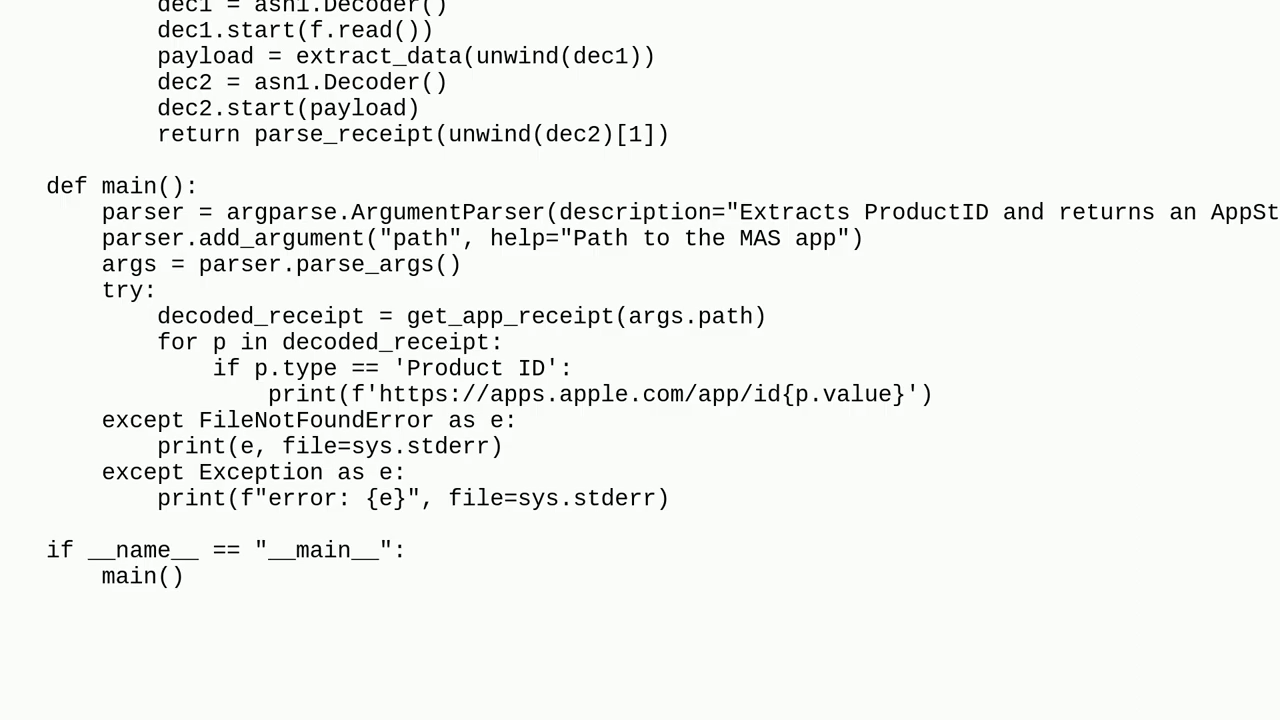 dec1 = asn1.Decoder()
dec1.start(f.read())
payload = extract_data(unwind(dec1))
dec2 = asn1.Decoder()
dec2.start(payload)
return parse_receipt(unwind(dec2)[1])
def main():
parser = argparse.ArgumentParser(description="Extracts ProductID and returns an AppSt
parser.add_argument("path", help="Path to the MAS app")
args = parser.parse_args()
try:
decoded_receipt = get_app_receipt(args.path)
for p in decoded_receipt:
if p.type == 'Product ID':
print(f'https://apps.apple.com/app/id{p.value}')
except FileNotFoundError as e:
print(e, file=sys.stderr)
except Exception as e:
print(f"error: {e}", file=sys.stderr)
if __name__ == "__main__":
main()